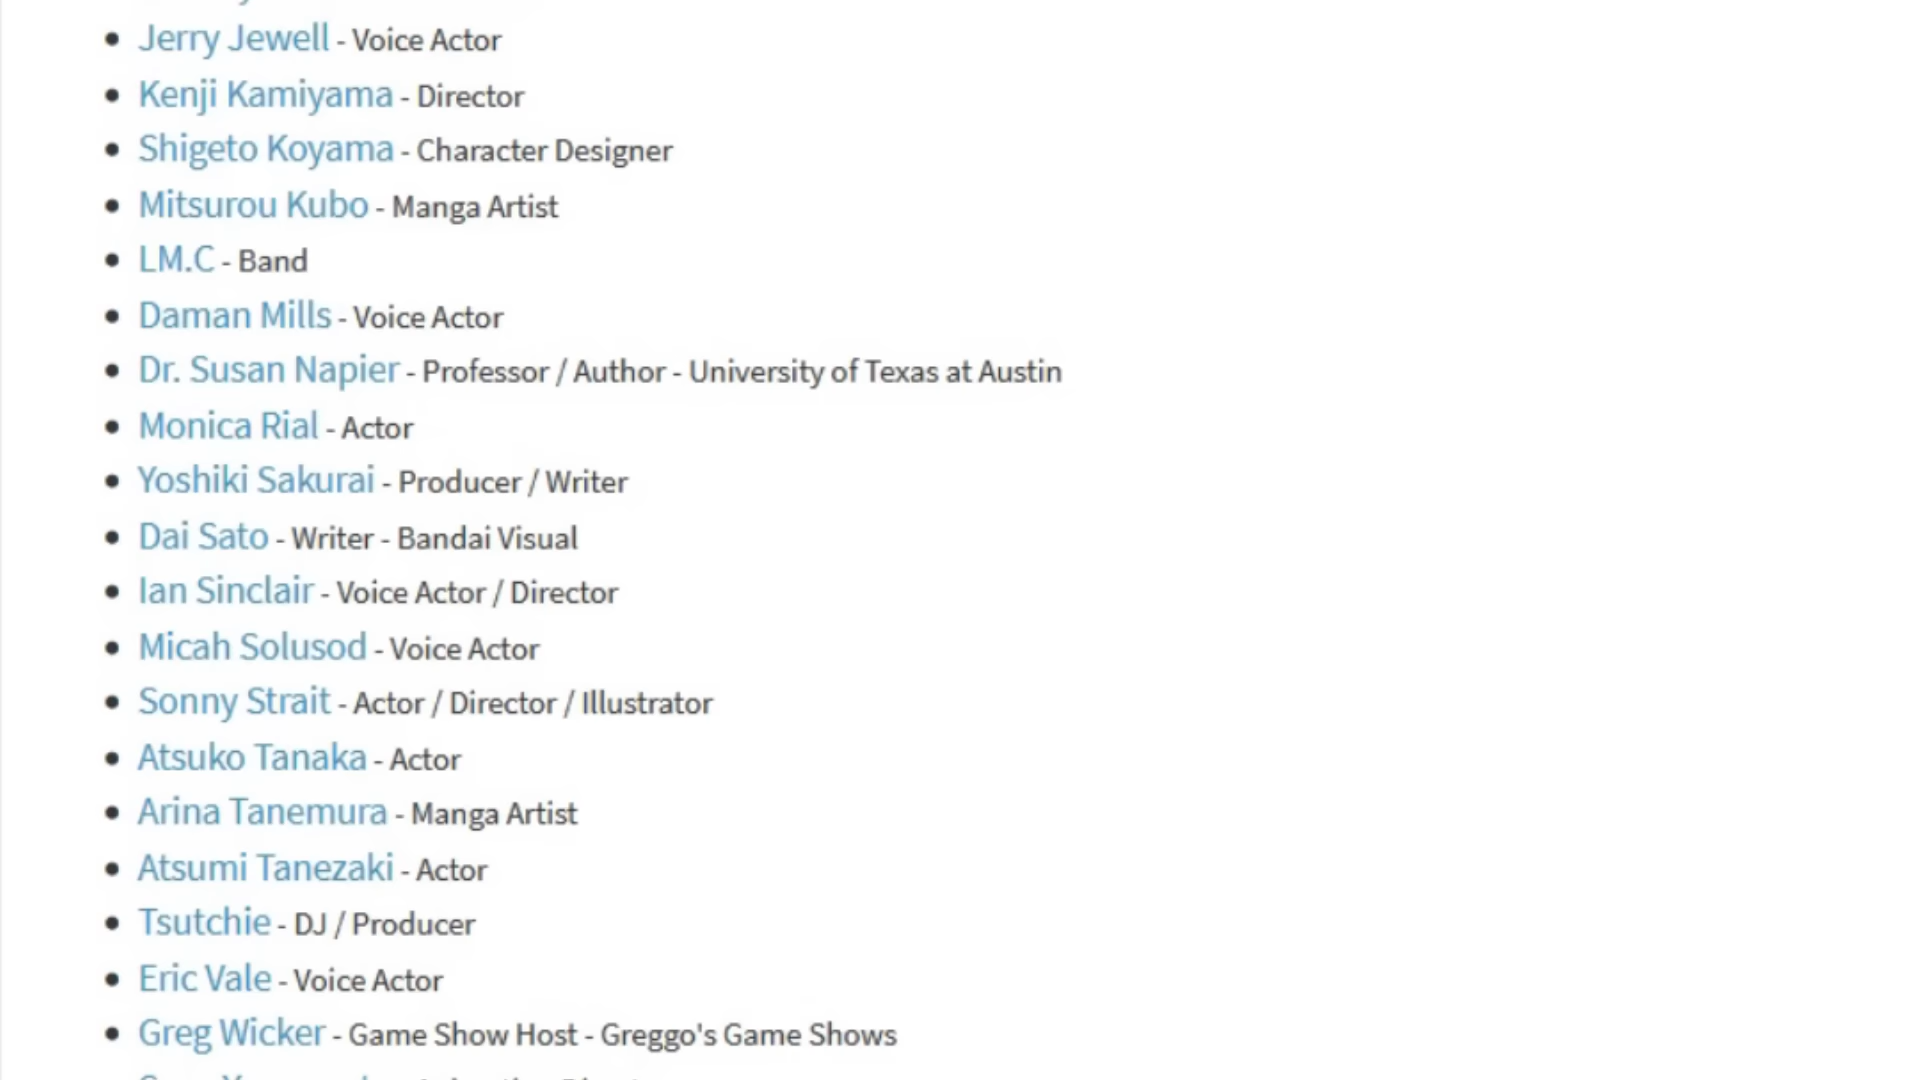 Jerry Jewell - Voice Actor
Kenji Kamiyama - Director
Shigeto Koyama - Character Designer
Mitsurou Kubo - Manga Artist
LM.C - Band
Daman Mills - Voice Actor
Dr. Susan Napier - Professor / Author - University of Texas at Austin
Monica Rial - Actor
Yoshiki Sakurai - Producer / Writer
Dai Sato - Writer - Bandai Visual
Ian Sinclair - Voice Actor / Director
Micah Solusod - Voice Actor
Sonny Strait - Actor / Director / Illustrator
Atsuko Tanaka - Actor
Arina Tanemura - Manga Artist
Atsumi Tanezaki - Actor
Tsutchie - DJ / Producer
Eric Vale - Voice Actor
Greg Wicker - Game Show Host - Greggo's Game Shows